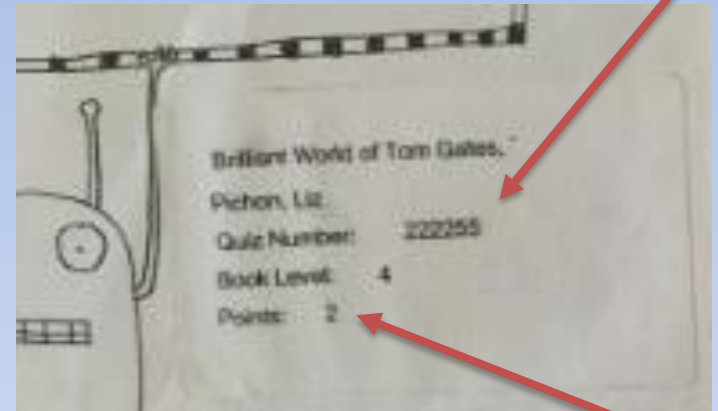 Brilliant World of Tom Gates,
Pichon, Liz
Quiz Number: 222255
Book Level: 4
Points: 2